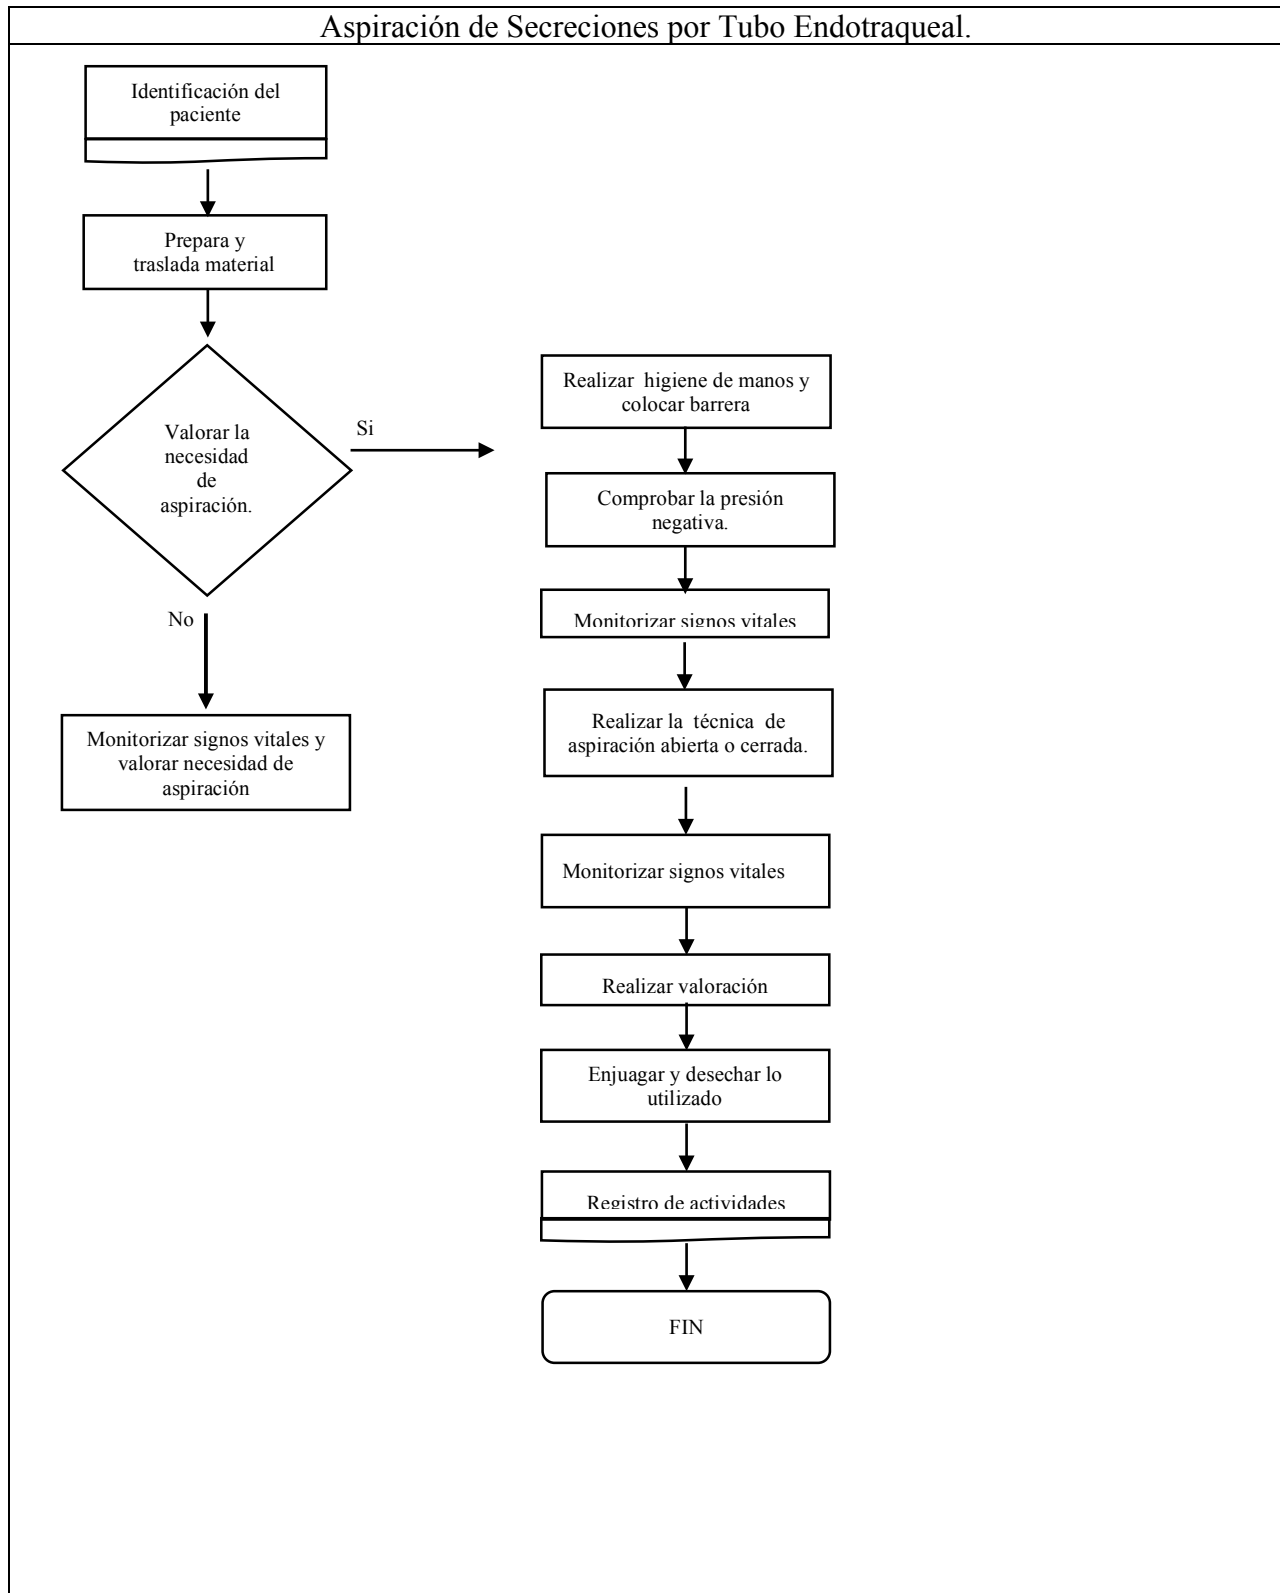 Aspiración de Secreciones por Tubo Endotraqueal.
Identificación del
paciente
Prepara y
traslada material
Valorar la
necesidad
de
aspiración.
Si
No
Monitorizar signos vitales y
valorar necesidad de
aspiración
Realizar higiene de manos y
colocar barrera
Comprobar la presión
negativa.
Monitorizar signos vitales
Realizar la técnica de
aspiración abierta o cerrada.
Monitorizar signos vitales
Realizar valoración
Enjuagar y desechar lo
utilizado
Registro de actividades
FIN